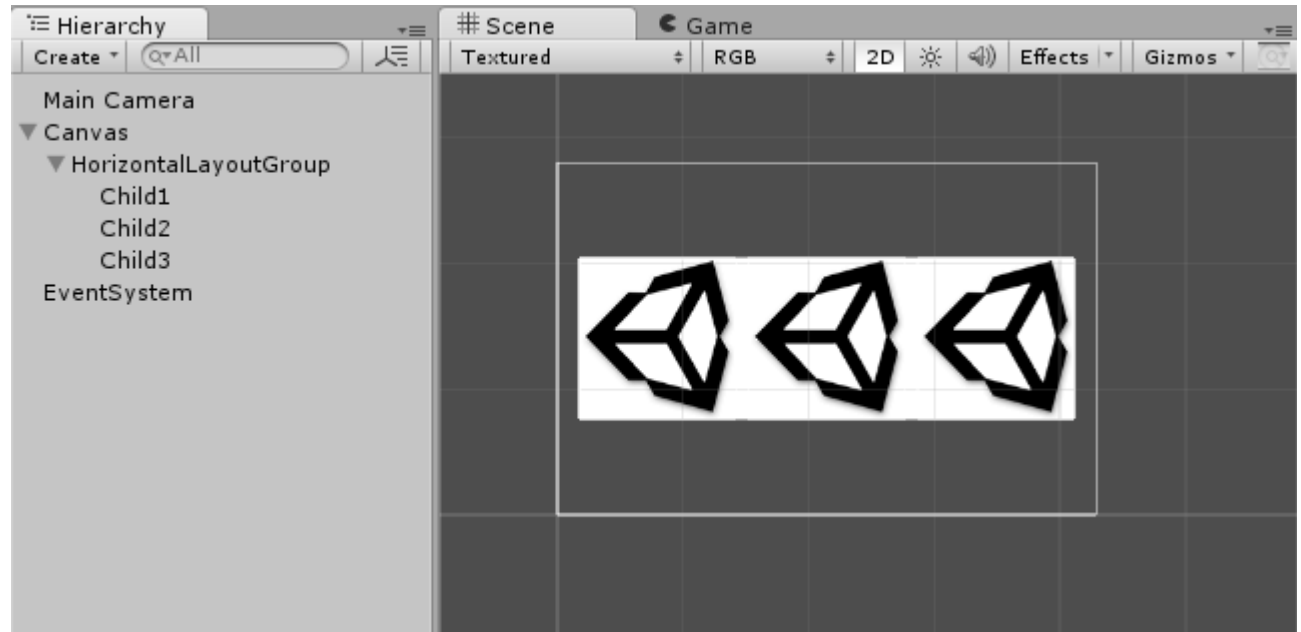 Hierarchy
Create All
Main Camera
Canvas
HorizontalLayoutGroup
Child1
Child2
Child3
EventSystem
Scene Game
Textured RGB 2D Effects Gizmos